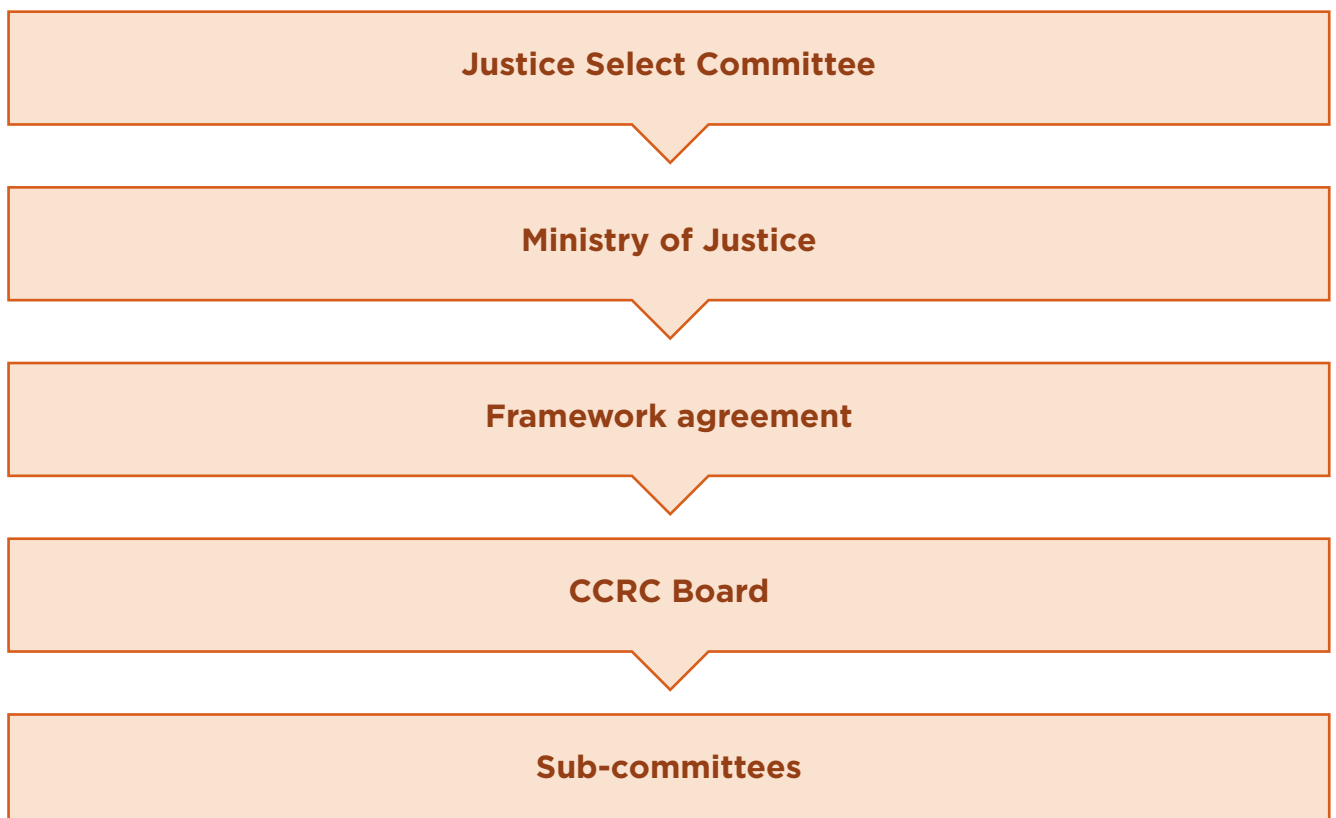 Justice Select Committee
Ministry of Justice
Framework agreement
CCRC Board
Sub-committees